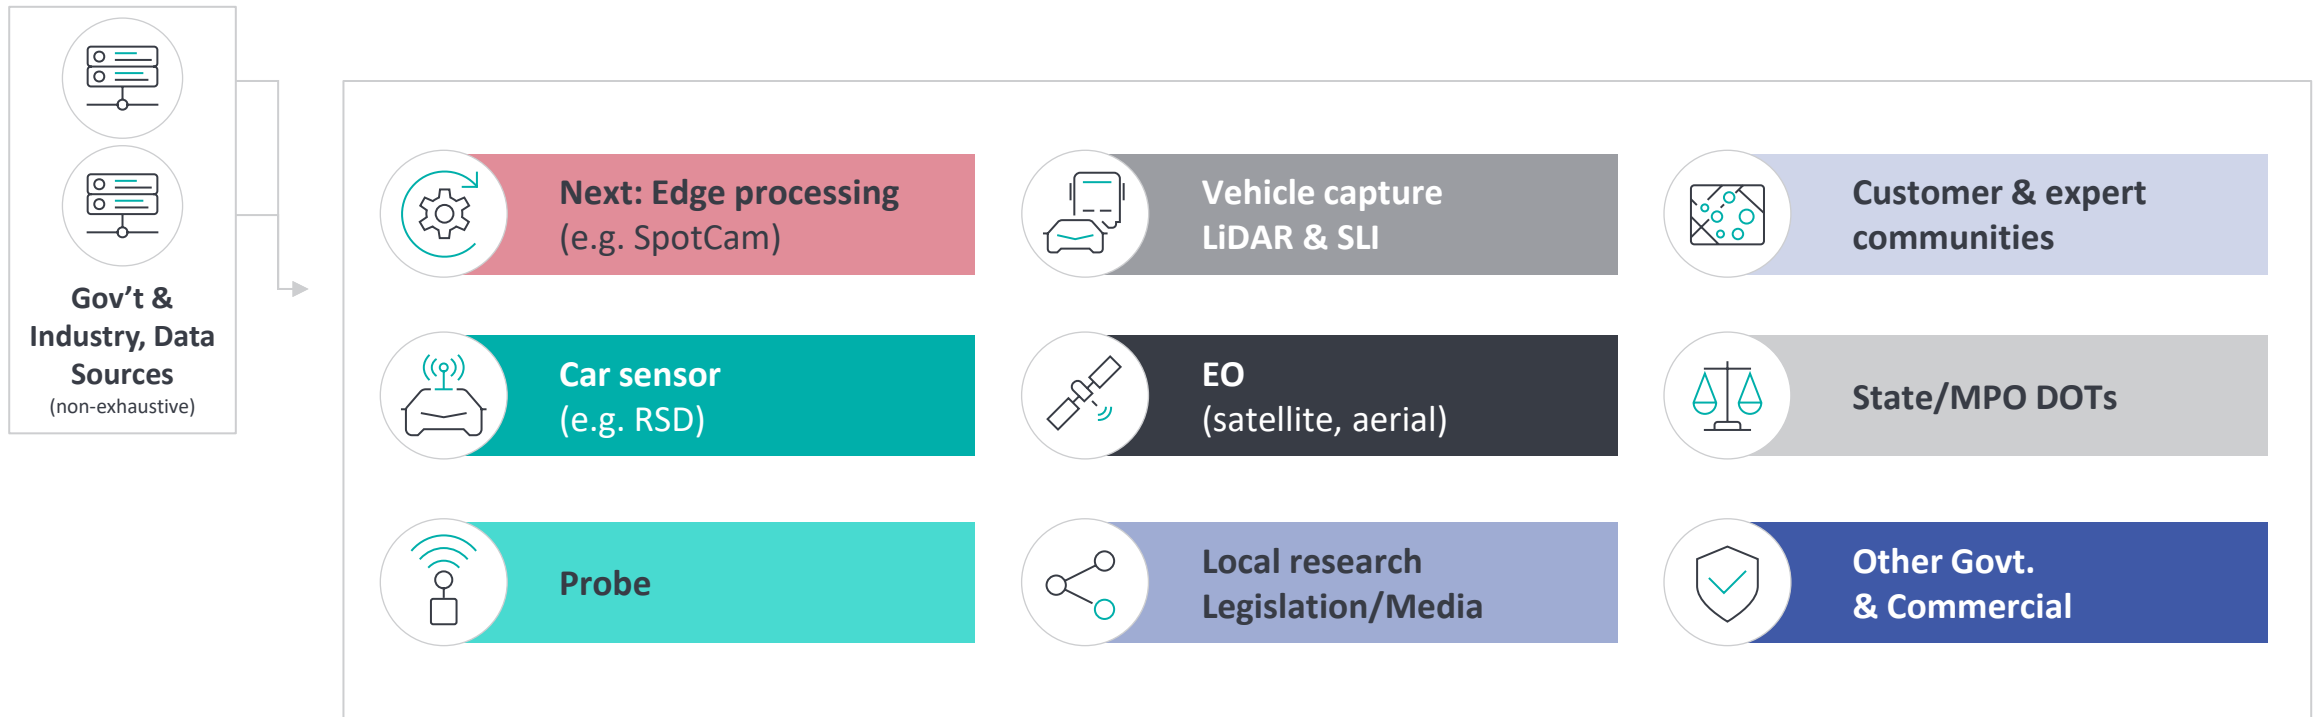 Gov’t &
Industry, Data
Sources
(non-exhaustive)
Next: Edge processing
(e.g. SpotCam)
Vehicle capture
LiDAR & SLI
Customer & expert
communities
Car sensor
(e.g. RSD)
EO
(satellite, aerial)
State/MPO DOTs
Probe
Local research
Legislation/Media
Other Govt.
& Commercial